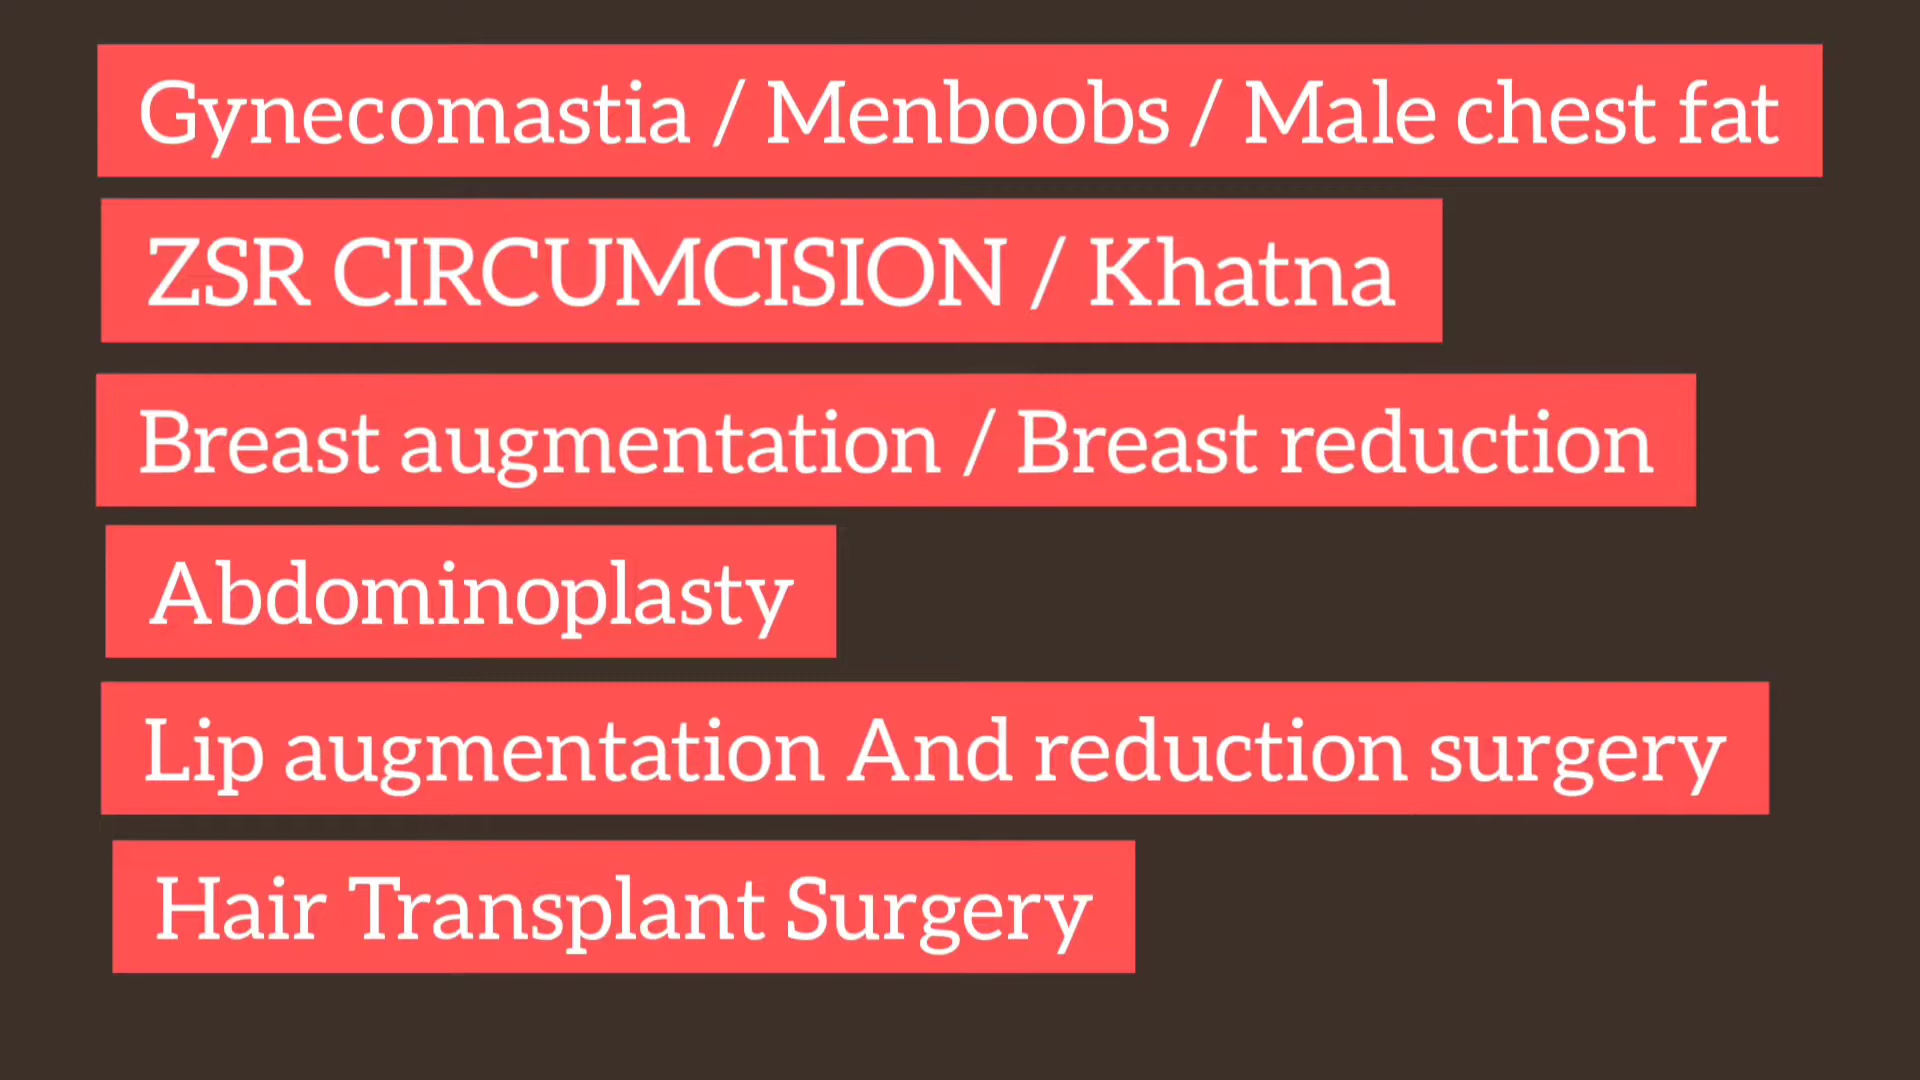 Gynecomastia / Menboobs / Male chest fat
ZSR CIRCUMCISION / Khatna
Breast augmentation / Breast reduction
Abdominoplasty
Lip augmentation And reduction surgery
Hair Transplant Surgery